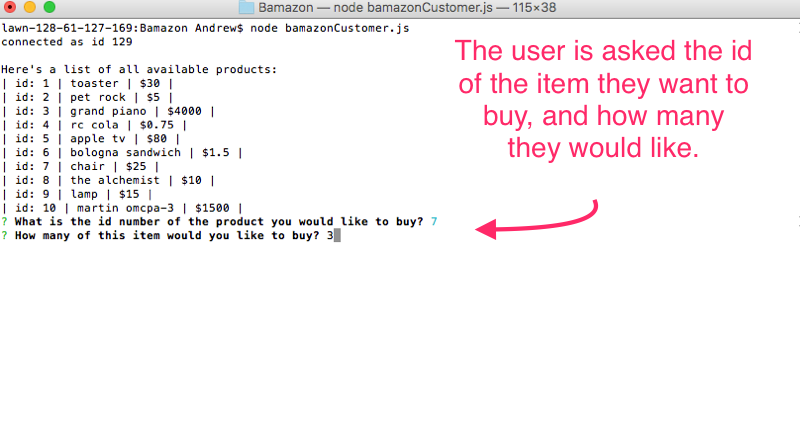 Bamazon — node bamazonCustomer.js — 115×38
lawn-128-61-127-169:Bamazon Andrew$ node bamazonCustomer.js
connected as id 129
Here's a list of all available products:
| id: 1 | toaster | $30 |
| id: 2 | pet rock | $5 |
| id: 3 | grand piano | $4000 |
| id: 4 | rc cola | $0.75 |
| id: 5 | apple tv | $80 |
| id: 6 | bologna sandwich | $1.5 |
| id: 7 | chair | $25 |
| id: 8 | the alchemist | $10 |
| id: 9 | lamp | $15 |
| id: 10 | martin omcpa-3 | $1500 |
? What is the id number of the product you would like to buy? 7
? How many of this item would you like to buy? 3
The user is asked the id
of the item they want to
buy, and how many
they would like.